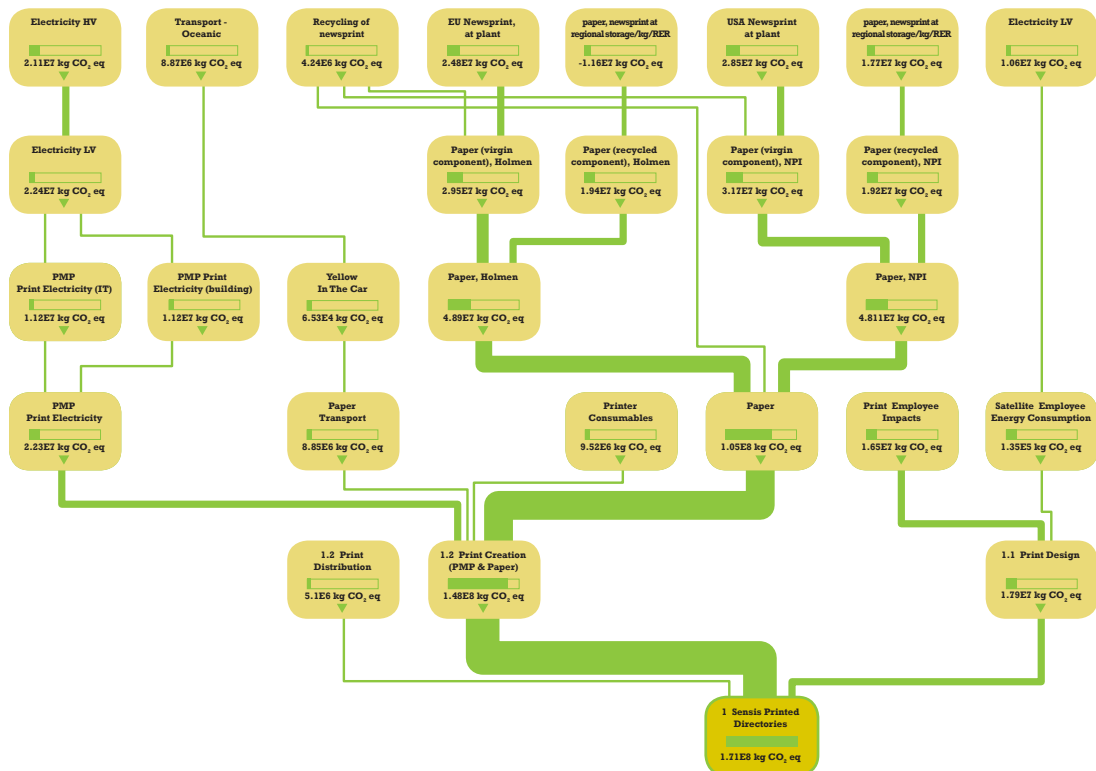 Electricity HV
2.11E7 kg CO2 eq
Transport -
Oceanic
8.87E6 kg CO2 eq
Recycling of
newsprint
4.24E6 kg CO2 eq
EU Newsprint,
at plant
2.48E7 kg CO2 eq
paper, newsprint at
regional storage/kg/RER
-1.16E7 kg CO2 eq
USA Newsprint
at plant
2.85E7 kg CO2 eq
paper, newsprint at
regional storage/kg/RER
1.77E7 kg CO2 eq
Electricity LV
1.06E7 kg CO2 eq
Electricity LV
2.24E7 kg CO2 eq
Paper (virgin
component), Holmen
2.95E7 kg CO2 eq
Paper (recycled
component), Holmen
1.94E7 kg CO2 eq
Paper (virgin
component), NPI
3.17E7 kg CO2 eq
Paper (recycled
component), NPI
1.92E7 kg CO2 eq
PMP
Print Electricity (IT)
1.12E7 kg CO2 eq
PMP Print
Electricity (building)
1.12E7 kg CO2 eq
Yellow
In The Car
6.53E4 kg CO2 eq
Paper, Holmen
4.89E7 kg CO2 eq
Paper, NPI
4.811E7 kg CO2 eq
PMP
Print Electricity
2.23E7 kg CO2 eq
Paper
Transport
8.85E6 kg CO2 eq
Printer
Consumables
9.52E6 kg CO2 eq
Paper
1.05E8 kg CO2 eq
Print Employee
Impacts
1.65E7 kg CO2 eq
Satellite Employee
Energy Consumption
1.35E5 kg CO2 eq
1.2 Print
Distribution
5.1E6 kg CO2 eq
1.2 Print Creation
(PMP & Paper)
1.48E8 kg CO2 eq
1.1 Print Design
1.79E7 kg CO2 eq
1 Sensis Printed
Directories
1.71E8 kg CO2 eq